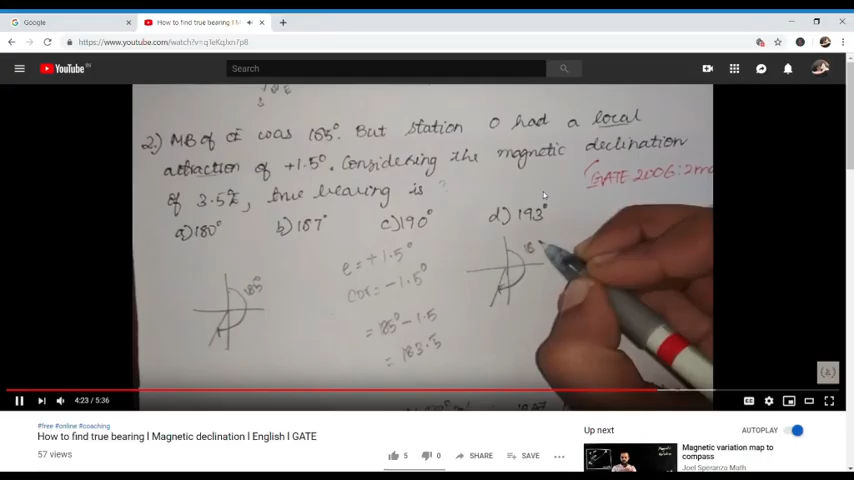 Google
How to find true bearing I M
https://www.youtube.com/watch?v=qTeKqJxn7p8
YouTube IN
Search
2.) MB of CE was 185°. But station O had a local
attraction of +1.5°. Considering the magnetic declination
(GATE 2006: 2ma
of 3.5°E, true bearing is ?
a) 180° b) 187° c) 190° d) 193°
e = +1.5°
cor = -1.5°
185°
18
= 185° - 1.5
= 183.5
4:23 / 5:36
#free #online #coaching
How to find true bearing I Magnetic declination I English I GATE
57 views
5 0 SHARE SAVE
Up next
AUTOPLAY
Magnetic variation map to
compass
Joel Speranza Math